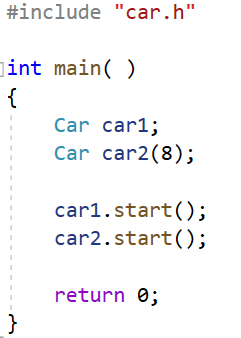 #include "car.h"
int main( )
{
Car car1;
Car car2(8);
car1.start();
car2.start();
return 0;
}